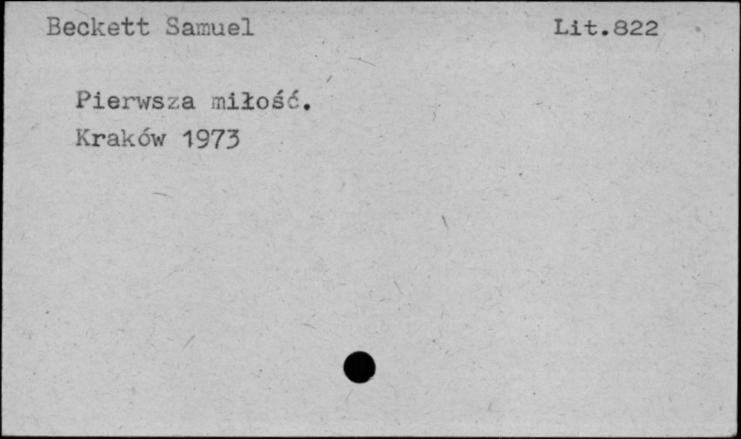 Beckett Samuel Lit.822
Pierwsza miłość.
Kraków 1973